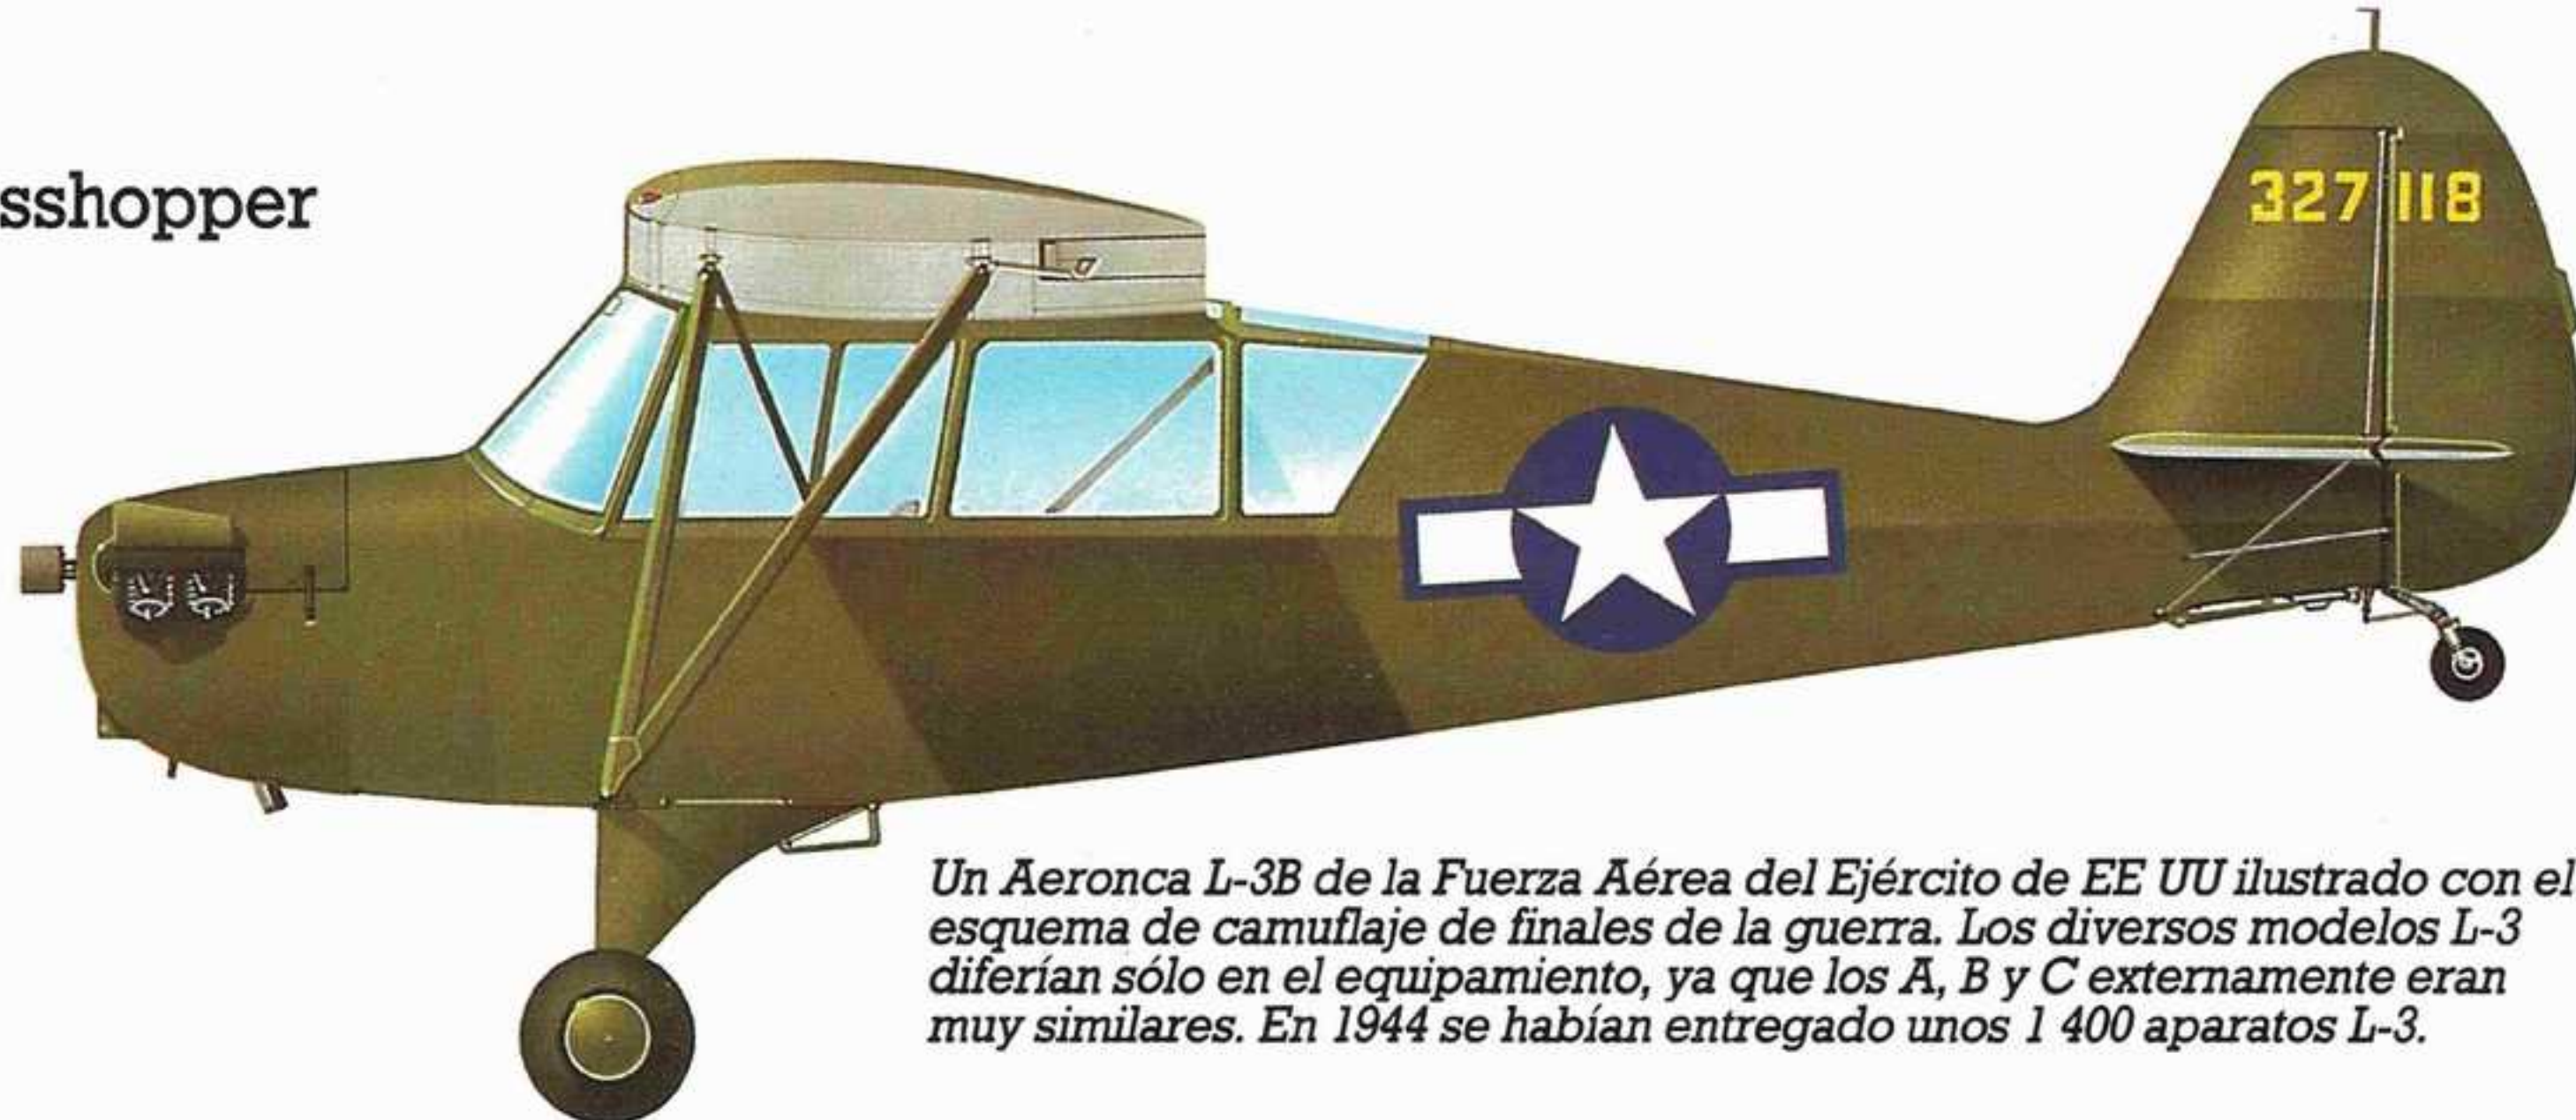 sshopper
327 118
Un Aeronca L-3B de la Fuerza Aérea del Ejército de EE UU ilustrado con el
esquema de camuflaje de finales de la guerra. Los diversos modelos L-3
diferían sólo en el equipamiento, ya que los A, B y C externamente eran
muy similares. En 1944 se habían entregado unos 1 400 aparatos L-3.